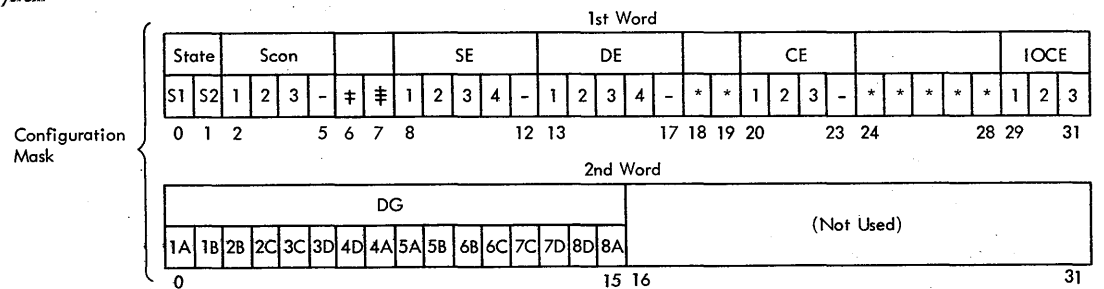 1st Word
State Scon SE DE CE IOCE
S1 S2 1 2 3 - ‡ ⹋ 1 2 3 4 - 1 2 3 4 - * * 1 2 3 - * * * * * 1 2 3
0 1 2 5 6 7 8 12 13 17 18 19 20 23 24 28 29 31
Configuration
Mask
2nd Word
DG
(Not Used)
1A 1B 2B 2C 3C 3D 4D 4A 5A 5B 6B 6C 7C 7D 8D 8A
0 15 16 31